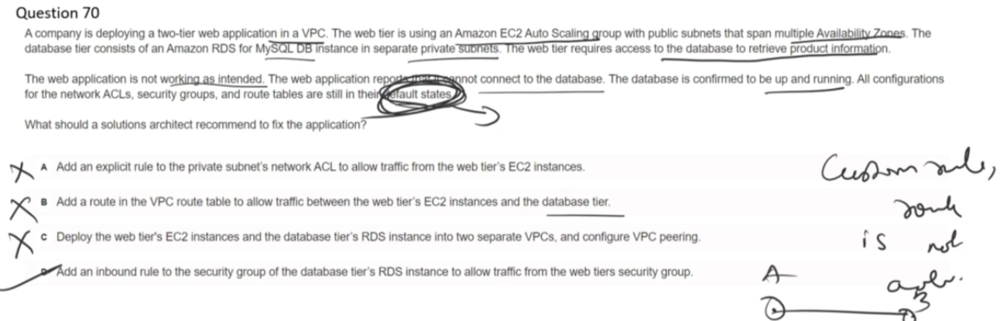 Question 70
A company is deploying a two-tier web application in a VPC. The web tier is using an Amazon EC2 Auto Scaling group with public subnets that span multiple Availability Zones. The
database tier consists of an Amazon RDS for MySQL DB instance in separate private subnets. The web tier requires access to the database to retrieve product information.
The web application is not working as intended. The web application reports that it cannot connect to the database. The database is confirmed to be up and running. All configurations
for the network ACLs, security groups, and route tables are still in their default states.
What should a solutions architect recommend to fix the application?
A Add an explicit rule to the private subnet's network ACL to allow traffic from the web tier's EC2 instances.
B Add a route in the VPC route table to allow traffic between the web tier's EC2 instances and the database tier.
C Deploy the web tier's EC2 instances and the database tier's RDS instance into two separate VPCs, and configure VPC peering.
Add an inbound rule to the security group of the database tier's RDS instance to allow traffic from the web tiers security group.
Custom rule,
is not
A
B